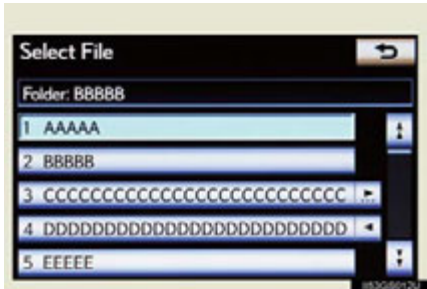 Select File
Folder: BBBBB
1 AAAAA
2 BBBBB
3 CCCCCCCCCCCCCCCCCCCCCCCCCC
4 DDDDDDDDDDDDDDDDDDDDDDDDD
5 EEEEE